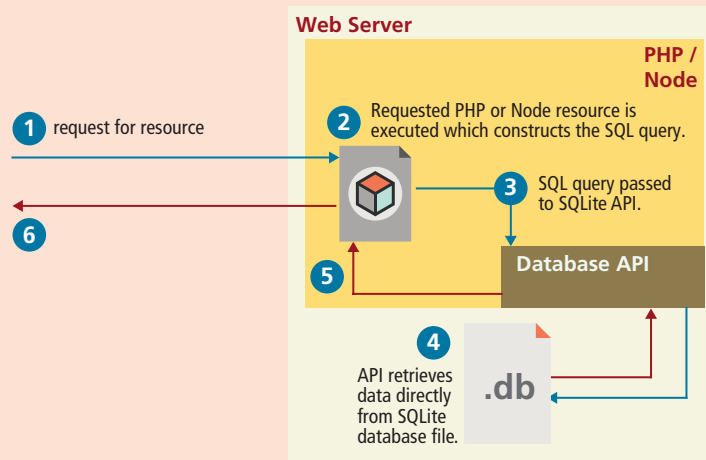 Web Server
PHP /
Node
1
request for resource
2
Requested PHP or Node resource is
executed which constructs the SQL query.
3
SQL query passed
to SQLite API.
6
5
Database API
4
API retrieves
data directly
from SQLite
database file.
.db